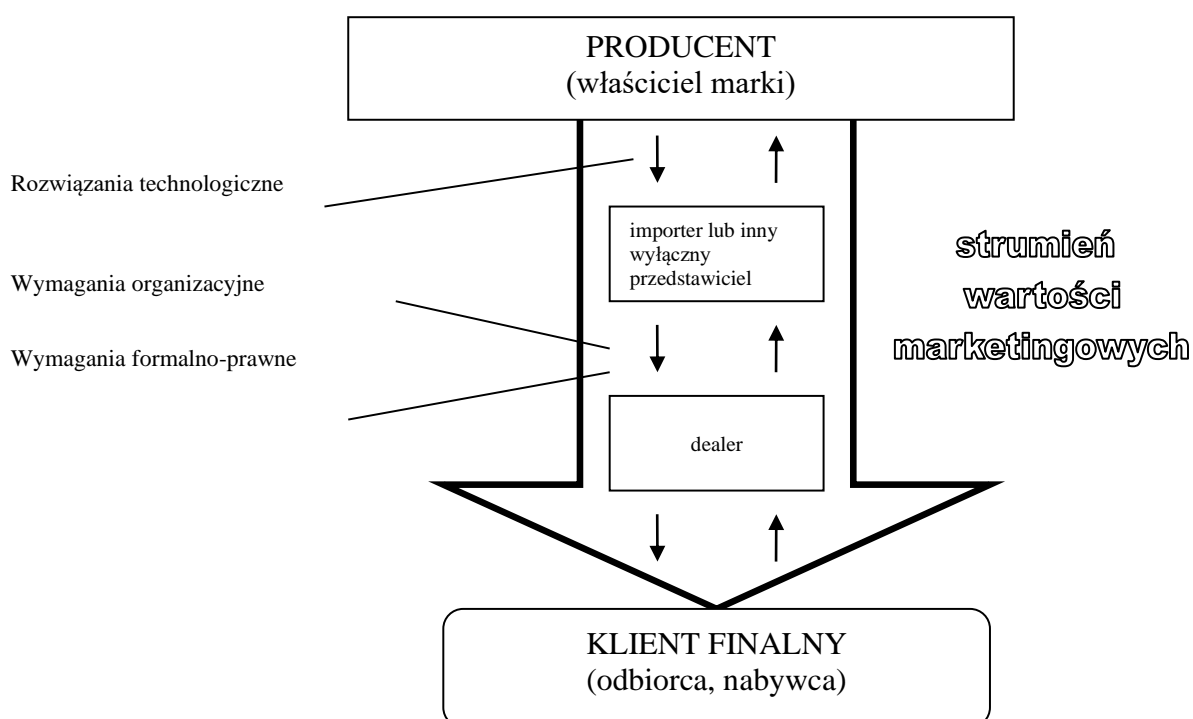 PRODUCENT
(właściciel marki)
Rozwiązania technologiczne
importer lub inny
wyłączny
przedstawiciel
strumień
wartości
marketingowych
Wymagania organizacyjne
Wymagania formalno-prawne
dealer
KLIENT FINALNY
(odbiorca, nabywca)